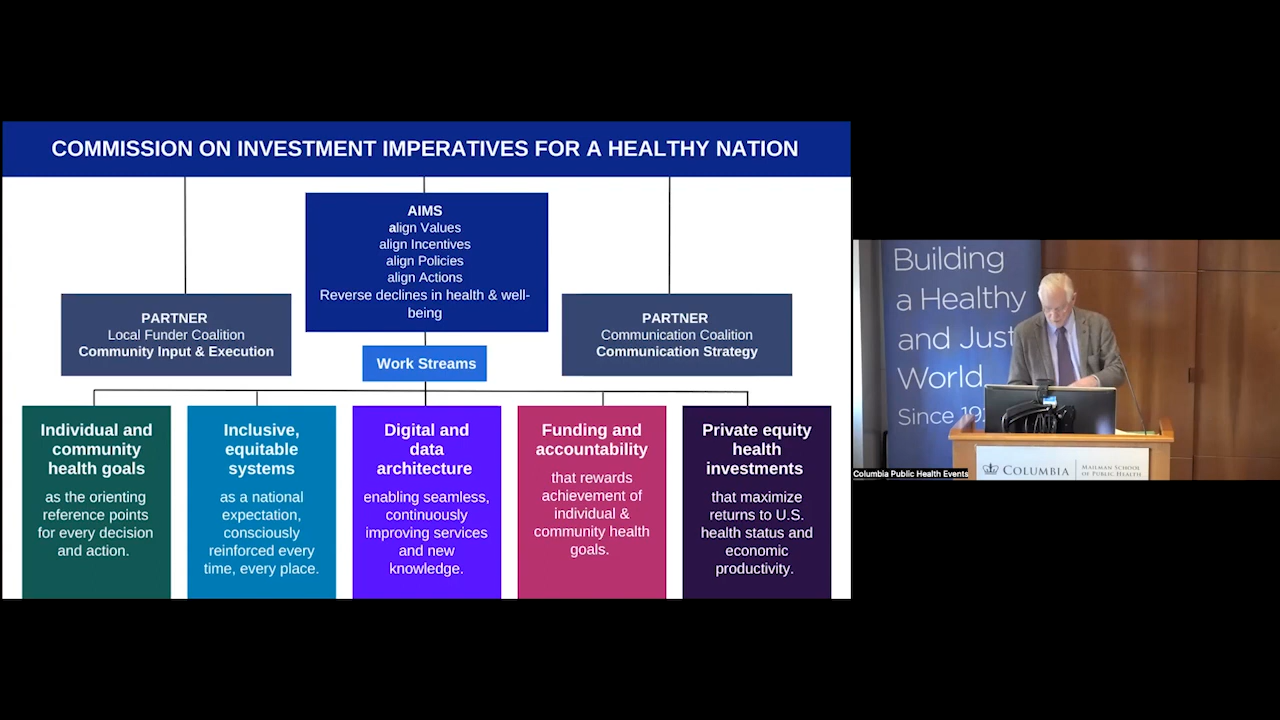 COMMISSION ON INVESTMENT IMPERATIVES FOR A HEALTHY NATION
AIMS
align Values
align Incentives
align Policies
align Actions
Reverse declines in health & well-
being
PARTNER
Local Funder Coalition
Community Input & Execution
PARTNER
Communication Coalition
Communication Strategy
Work Streams
Individual and
community
health goals
as the orienting
reference points
for every decision
and action.
Inclusive,
equitable
systems
as a national
expectation,
consciously
reinforced every
time, every place.
Digital and
data
architecture
enabling seamless,
continuously
improving services
and new
knowledge.
Funding and
accountability
that rewards
achievement of
individual &
community health
goals.
Private equity
health
investments
that maximize
returns to U.S.
health status and
economic
productivity.
Building
a Healthy
and Just
World
Since
Columbia Public Health Events
COLUMBIA
MAILMAN SCHOOL
OF PUBLIC HEALTH